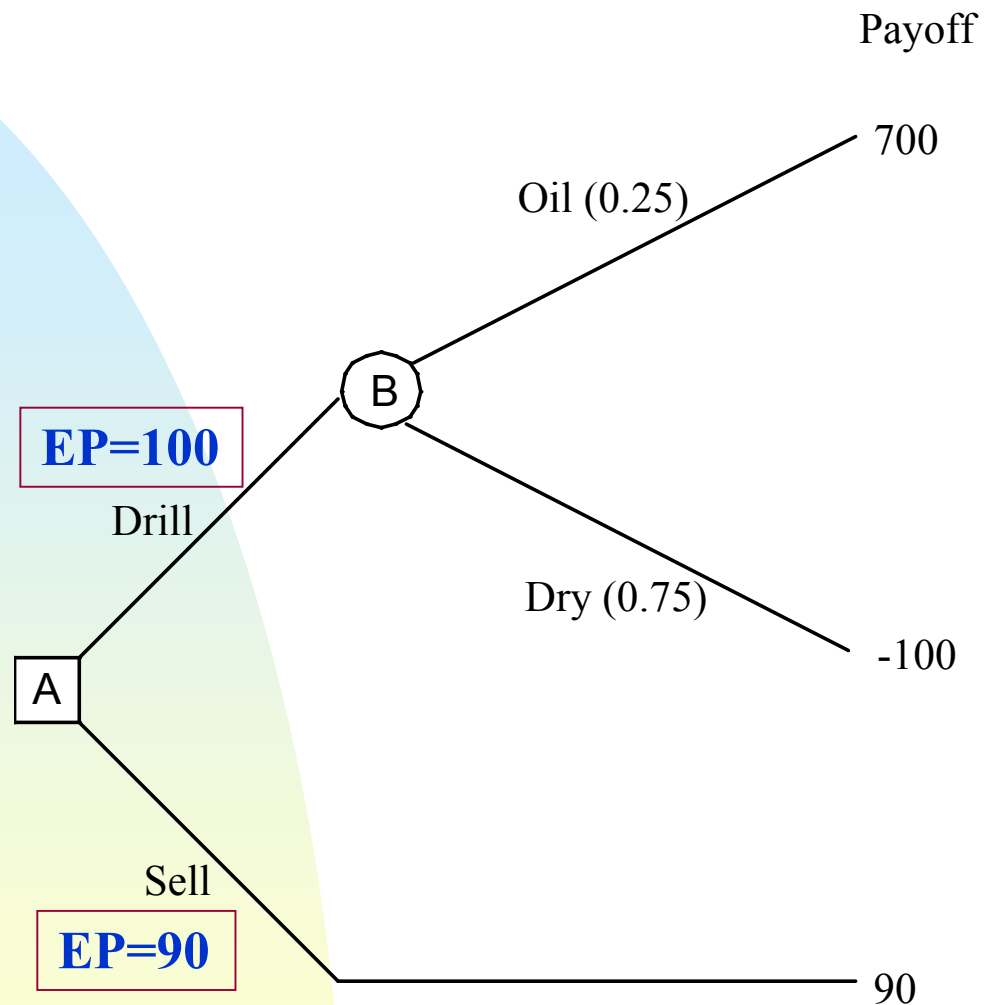 Payoff
700
Oil (0.25)
B
EP=100
Drill
Dry (0.75)
-100
A
Sell
EP=90
90